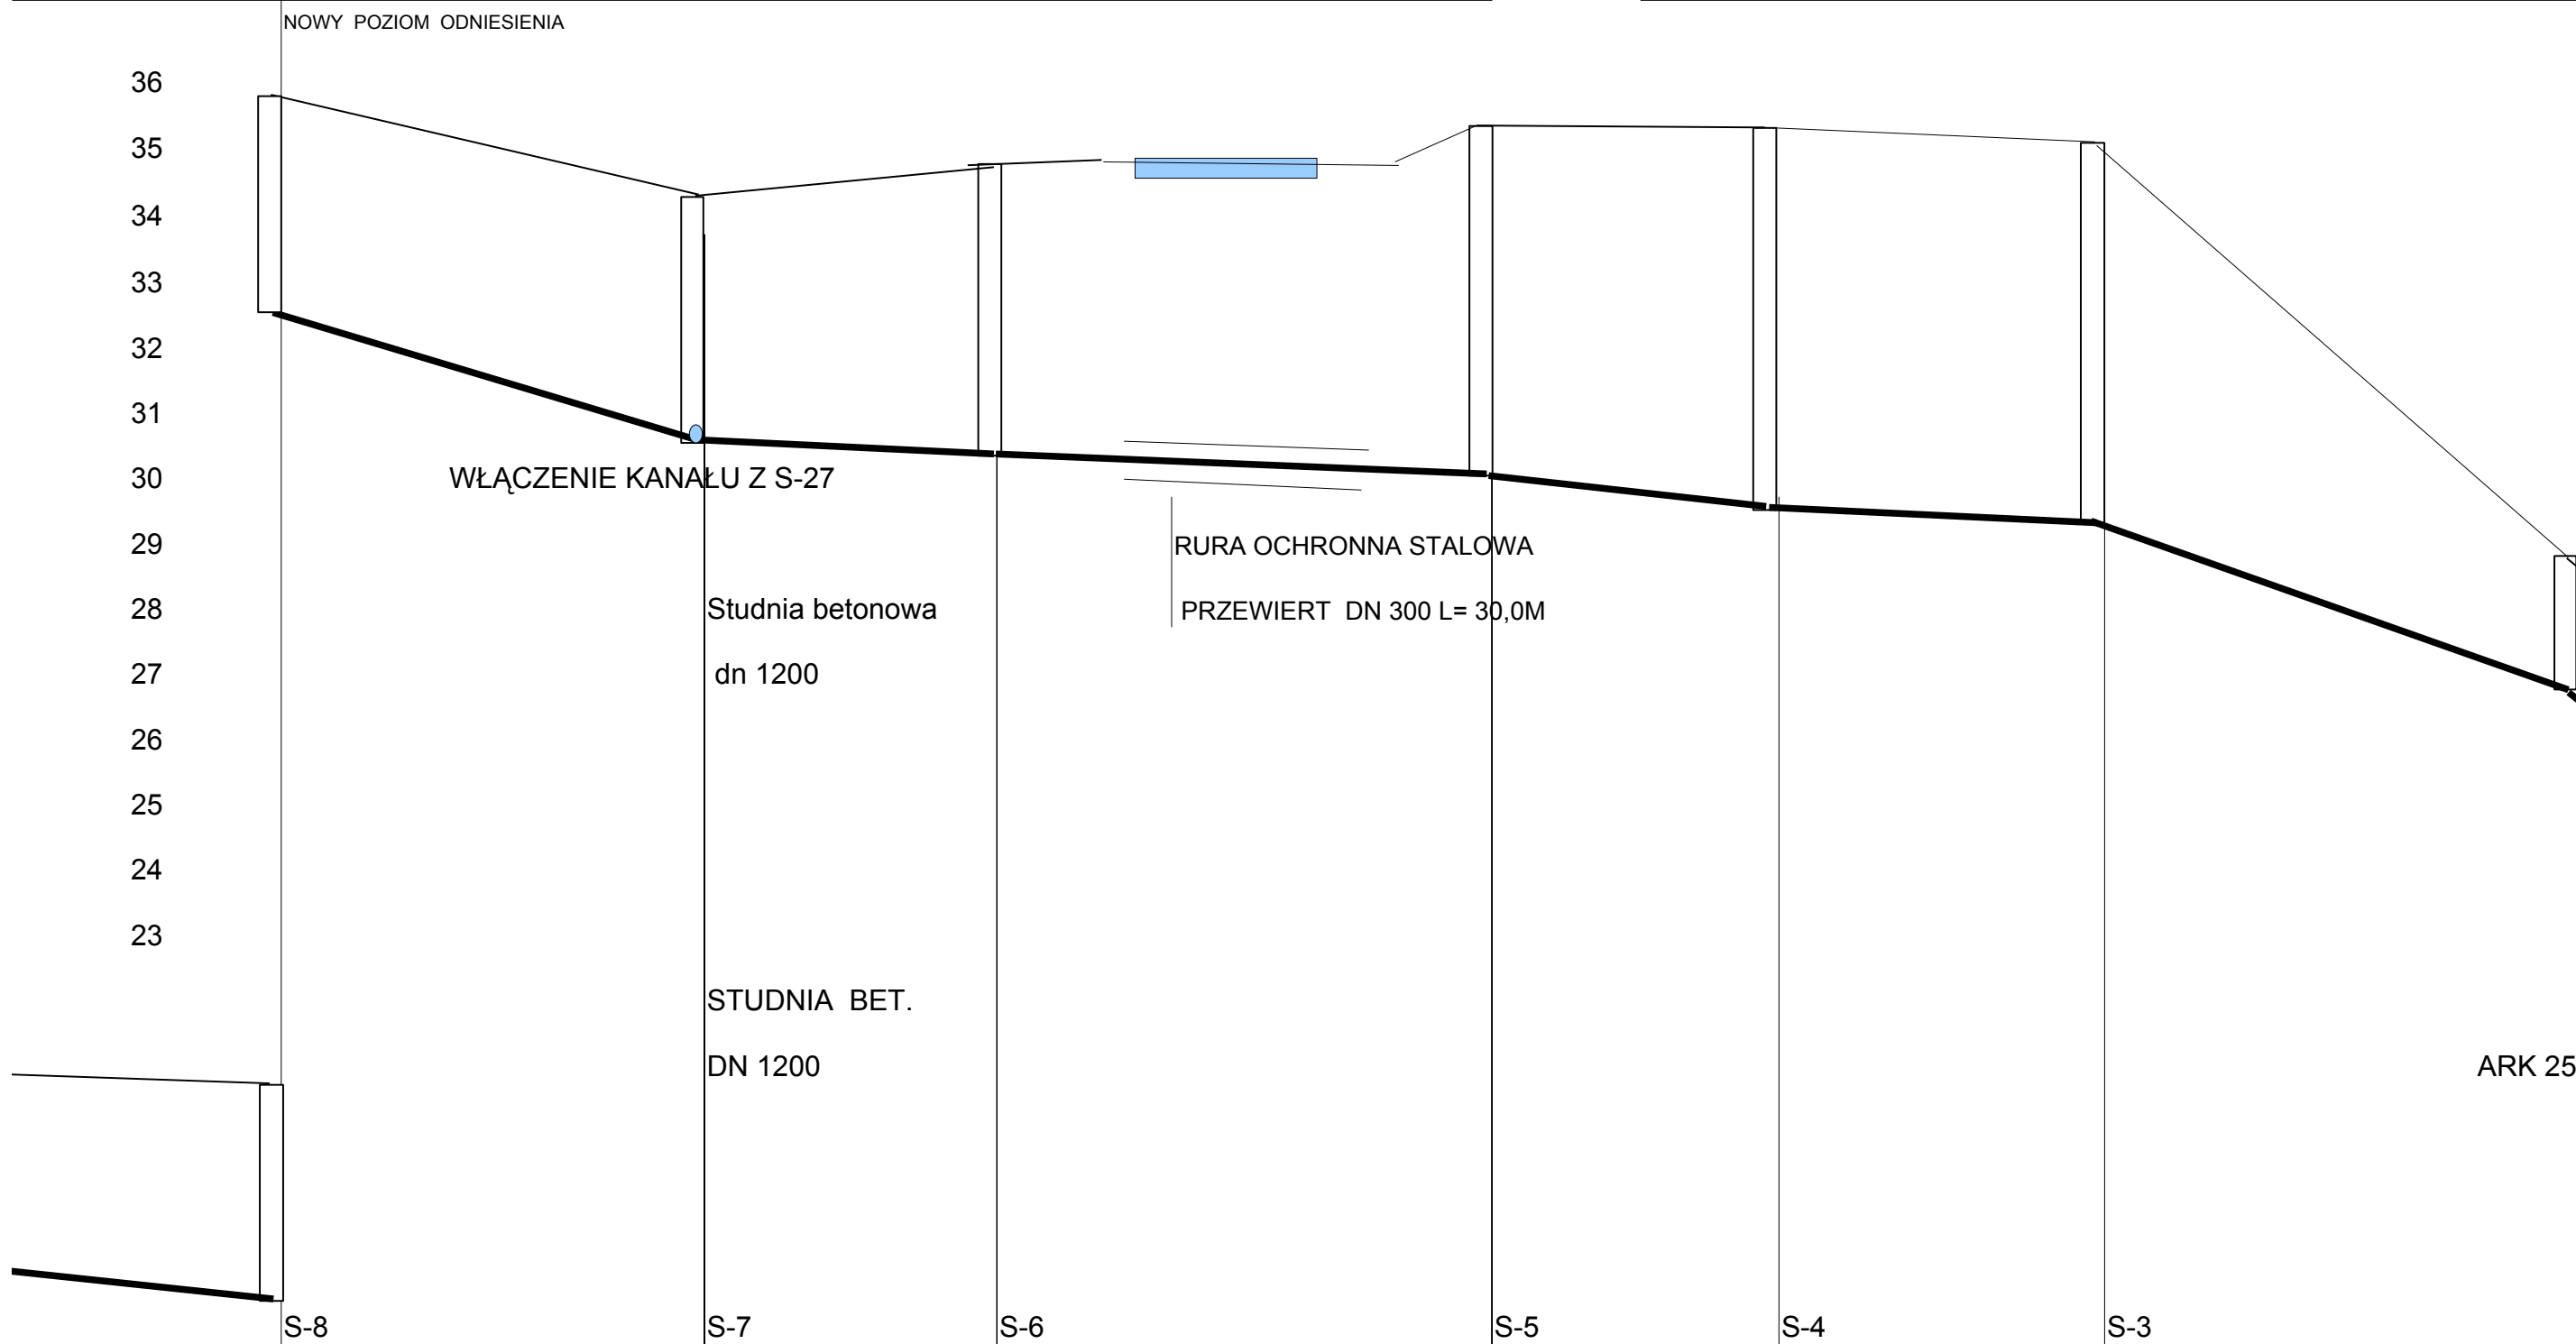 NOWY POZIOM ODNIESIENIA
36
35
34
33
32
31
30
WŁĄCZENIE KANAŁU Z S-27
29
RURA OCHRONNA STALOWA
28
Studnia betonowa
PRZEWIERT DN 300 L= 30,0M
27
dn 1200
26
25
24
23
STUDNIA BET.
DN 1200
ARK 25
S-8
S-7
S-6
S-5
S-4
S-3